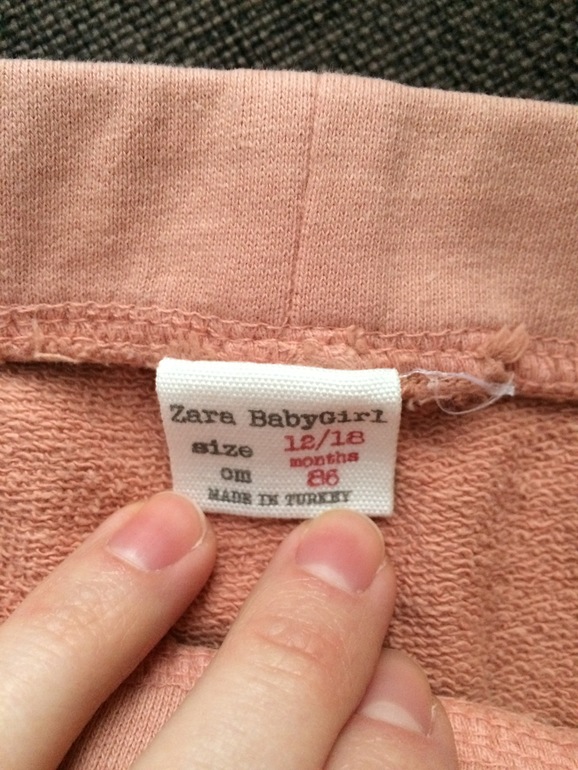 Zara BabyGirl
size 12/18
months
cm 86
MADE IN TURKEY